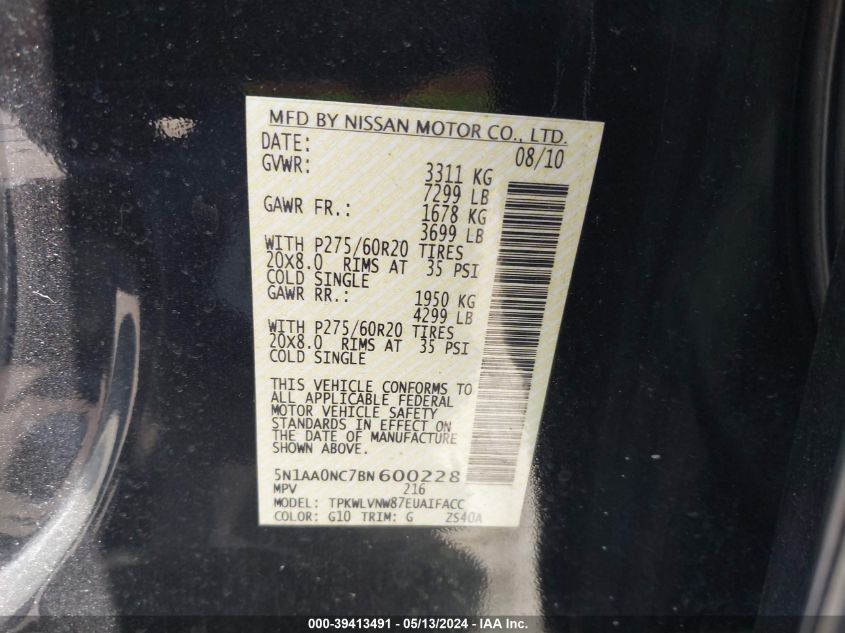 MFD BY NISSAN MOTOR CO., LTD.
DATE: 08/10
GVWR: 3311 KG
7299 LB
GAWR FR.: 1678 KG
3699 LB
WITH P275/60R20 TIRES
20X8.0 RIMS AT 35 PSI
COLD SINGLE
GAWR RR.: 1950 KG
4299 LB
WITH P275/60R20 TIRES
20X8.0 RIMS AT 35 PSI
COLD SINGLE
THIS VEHICLE CONFORMS TO
ALL APPLICABLE FEDERAL
MOTOR VEHICLE SAFETY
STANDARDS IN EFFECT ON
THE DATE OF MANUFACTURE
SHOWN ABOVE.
5N1AA0NC7BN600228
MPV 216
MODEL: TPKWLVNW87EUAIFACC
COLOR: G10 TRIM: G ZS40A
000-39413491 - 05/13/2024 - IAA Inc.